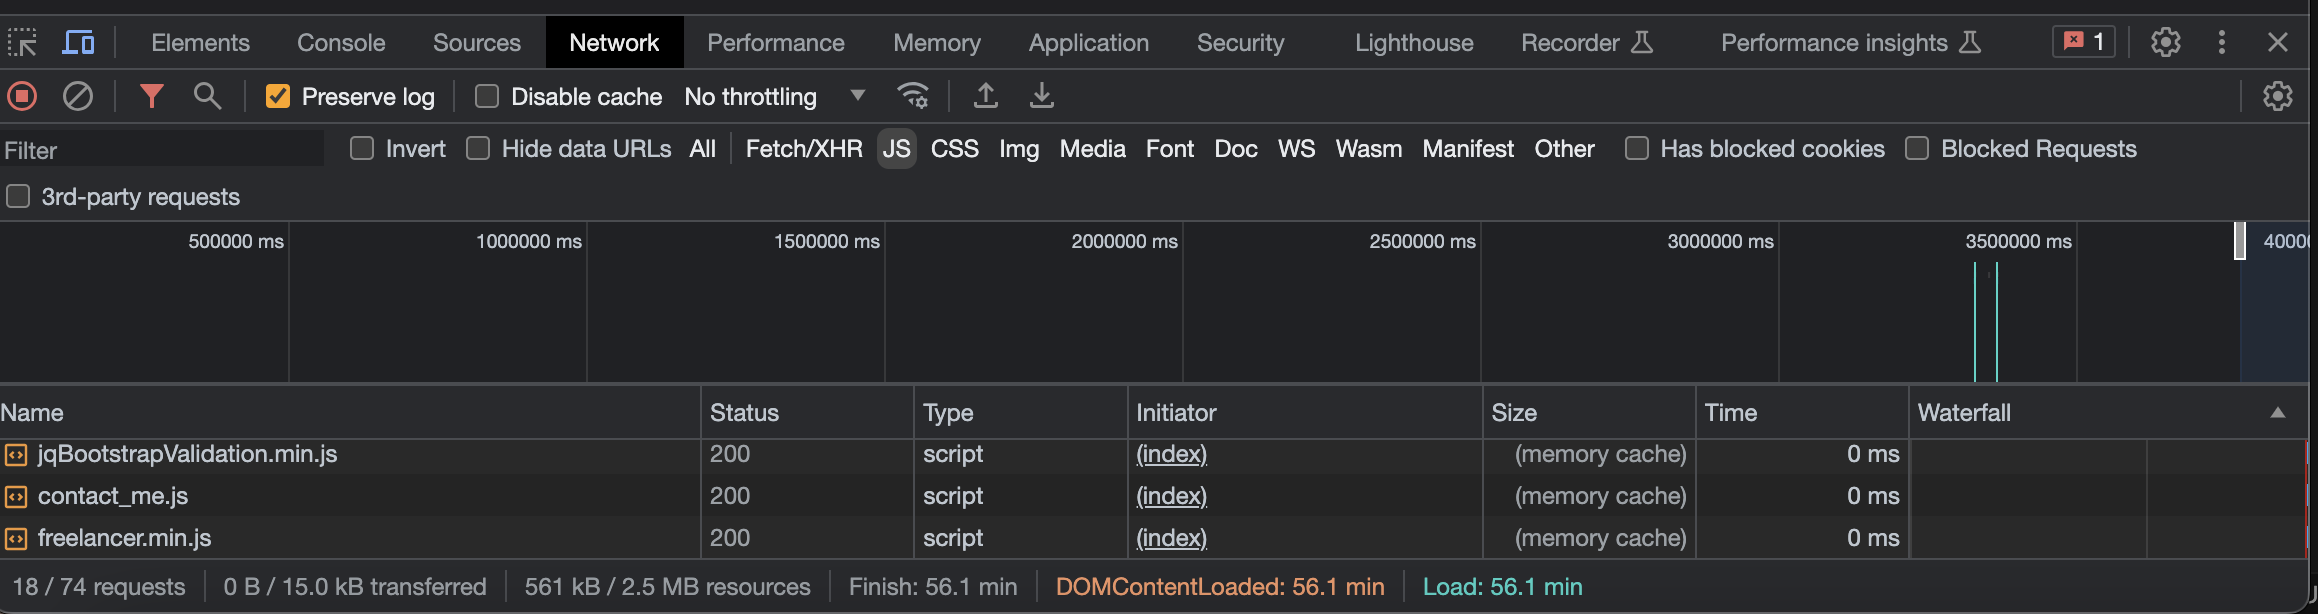 Elements Console Sources Network Performance Memory Application Security Lighthouse Recorder Performance insights 1
Preserve log Disable cache No throttling
Filter Invert Hide data URLs All Fetch/XHR JS CSS Img Media Font Doc WS Wasm Manifest Other Has blocked cookies Blocked Requests
3rd-party requests
500000 ms 1000000 ms 1500000 ms 2000000 ms 2500000 ms 3000000 ms 3500000 ms
Name Status Type Initiator Size Time Waterfall
jqBootstrapValidation.min.js 200 script (index) (memory cache) 0 ms
contact_me.js 200 script (index) (memory cache) 0 ms
freelancer.min.js 200 script (index) (memory cache) 0 ms
18 / 74 requests 0 B / 15.0 kB transferred 561 kB / 2.5 MB resources Finish: 56.1 min DOMContentLoaded: 56.1 min Load: 56.1 min